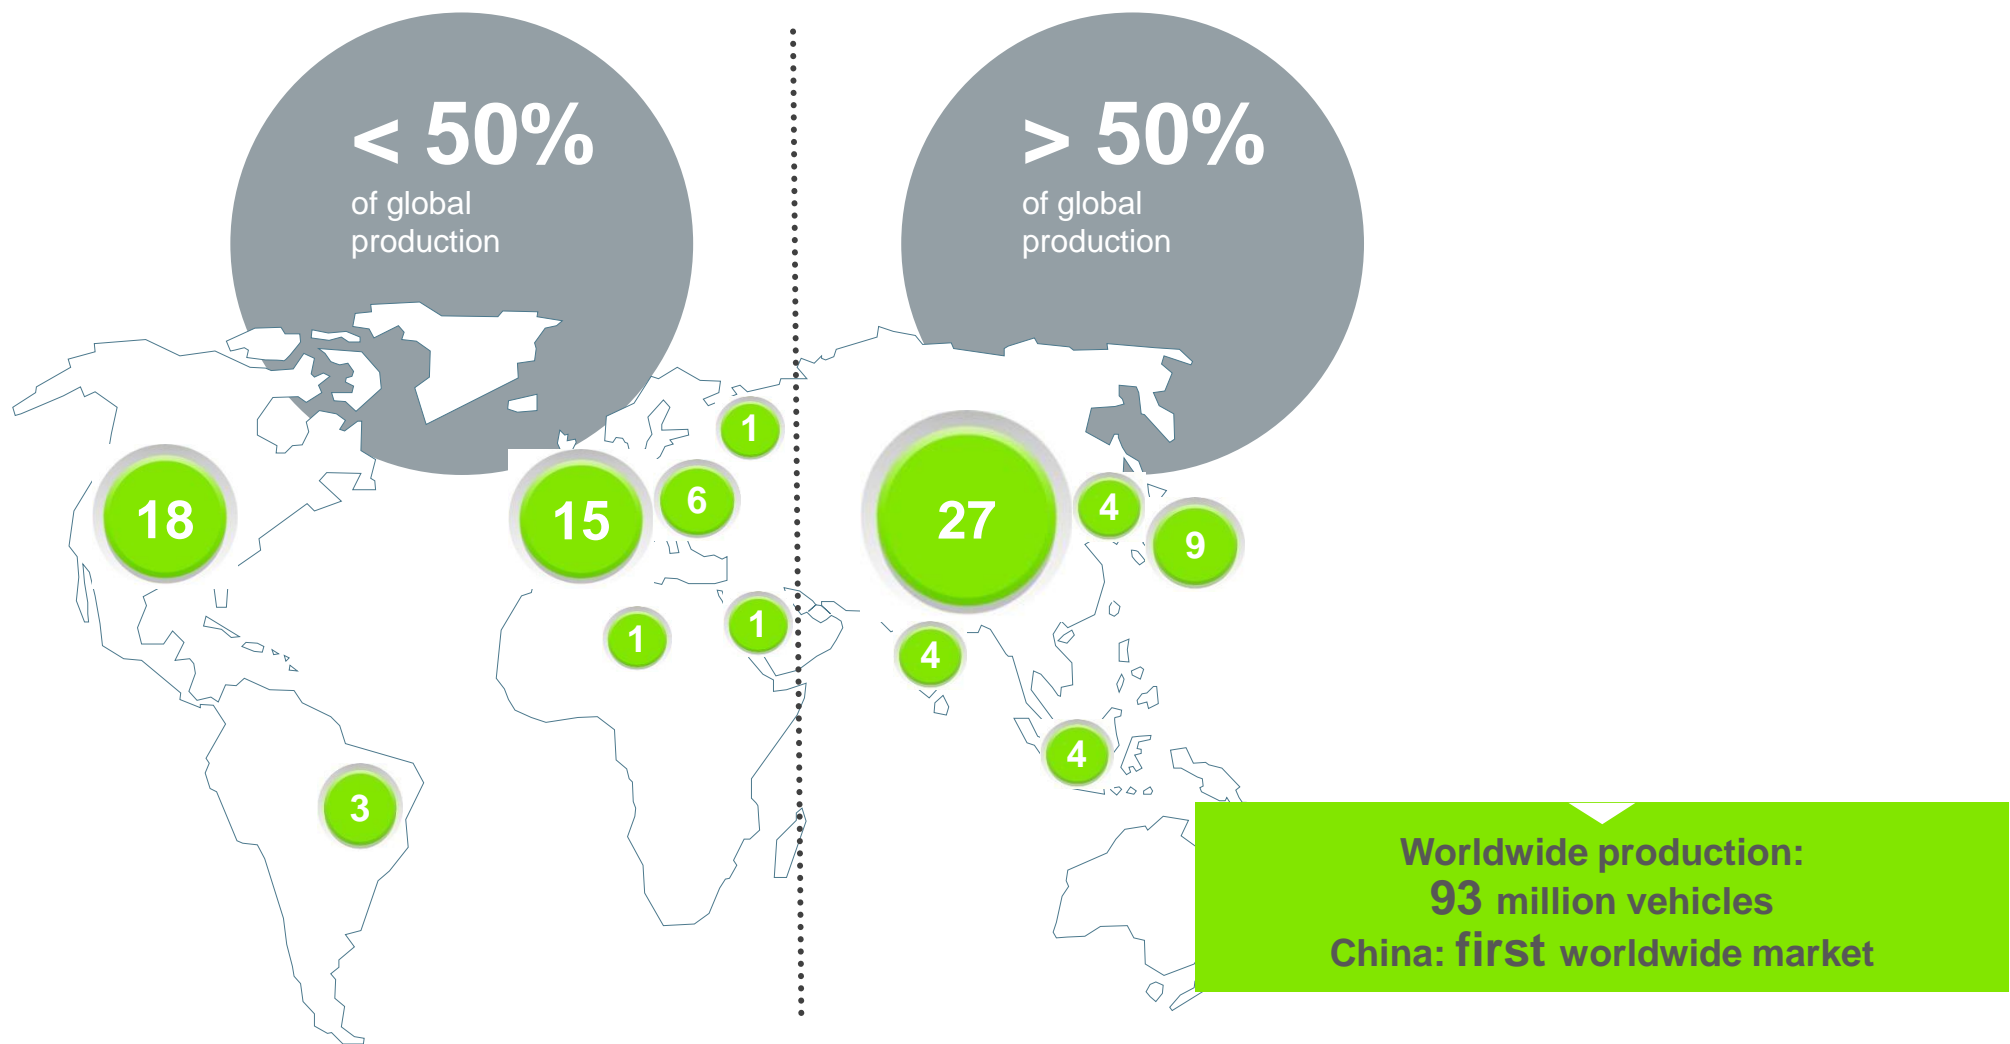 < 50%
of global
production
> 50%
of global
production
1
18
15
6
27
4
9
1
1
4
4
3
Worldwide production:
93 million vehicles
China: first worldwide market